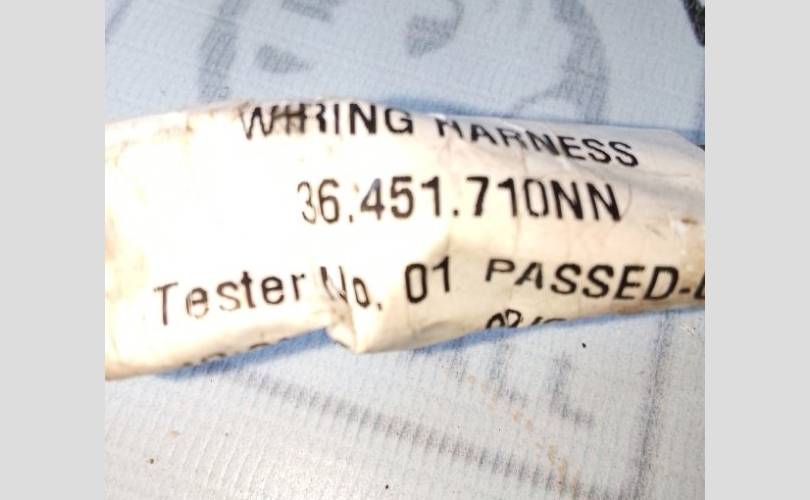 WIRING HARNESS
36.451.710NN
Tester No. 01 PASSED-